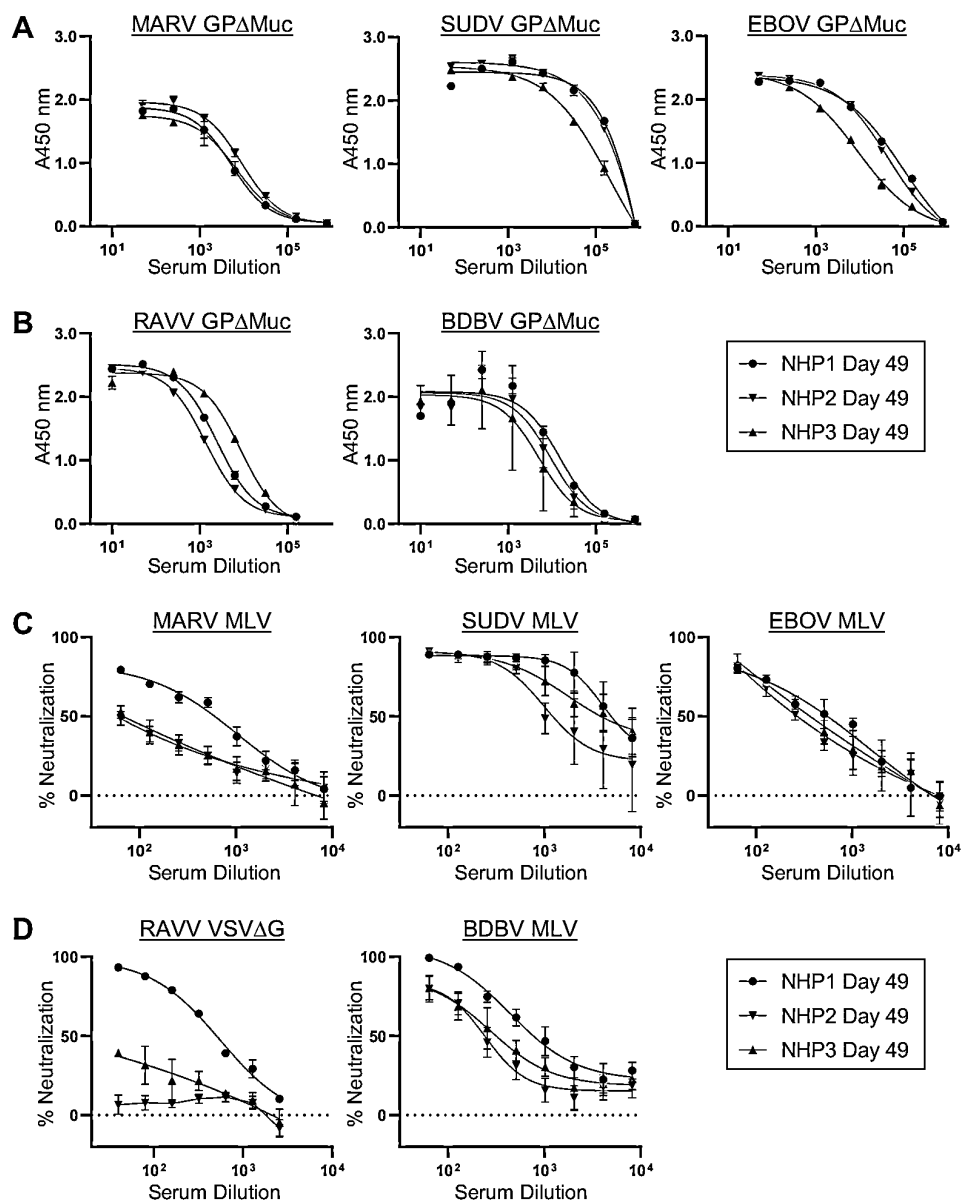 A
MARV GPΔMuc
SUDV GPΔMuc
EBOV GPΔMuc
A450 nm
3.0
2.0
1.0
0.0
10¹ 10³ 10⁵
Serum Dilution
A450 nm
3.0
2.0
1.0
0.0
10¹ 10³ 10⁵
Serum Dilution
A450 nm
3.0
2.0
1.0
0.0
10¹ 10³ 10⁵
Serum Dilution
B
RAVV GPΔMuc
BDBV GPΔMuc
A450 nm
3.0
2.0
1.0
0.0
10¹ 10³ 10⁵
Serum Dilution
A450 nm
3.0
2.0
1.0
0.0
10¹ 10³ 10⁵
Serum Dilution
NHP1 Day 49
NHP2 Day 49
NHP3 Day 49
C
MARV MLV
SUDV MLV
EBOV MLV
% Neutralization
100
50
0
10² 10³ 10⁴
Serum Dilution
% Neutralization
100
50
0
10² 10³ 10⁴
Serum Dilution
% Neutralization
100
50
0
10² 10³ 10⁴
Serum Dilution
D
RAVV VSVΔG
BDBV MLV
% Neutralization
100
50
0
10² 10³ 10⁴
Serum Dilution
% Neutralization
100
50
0
10² 10³ 10⁴
Serum Dilution
NHP1 Day 49
NHP2 Day 49
NHP3 Day 49